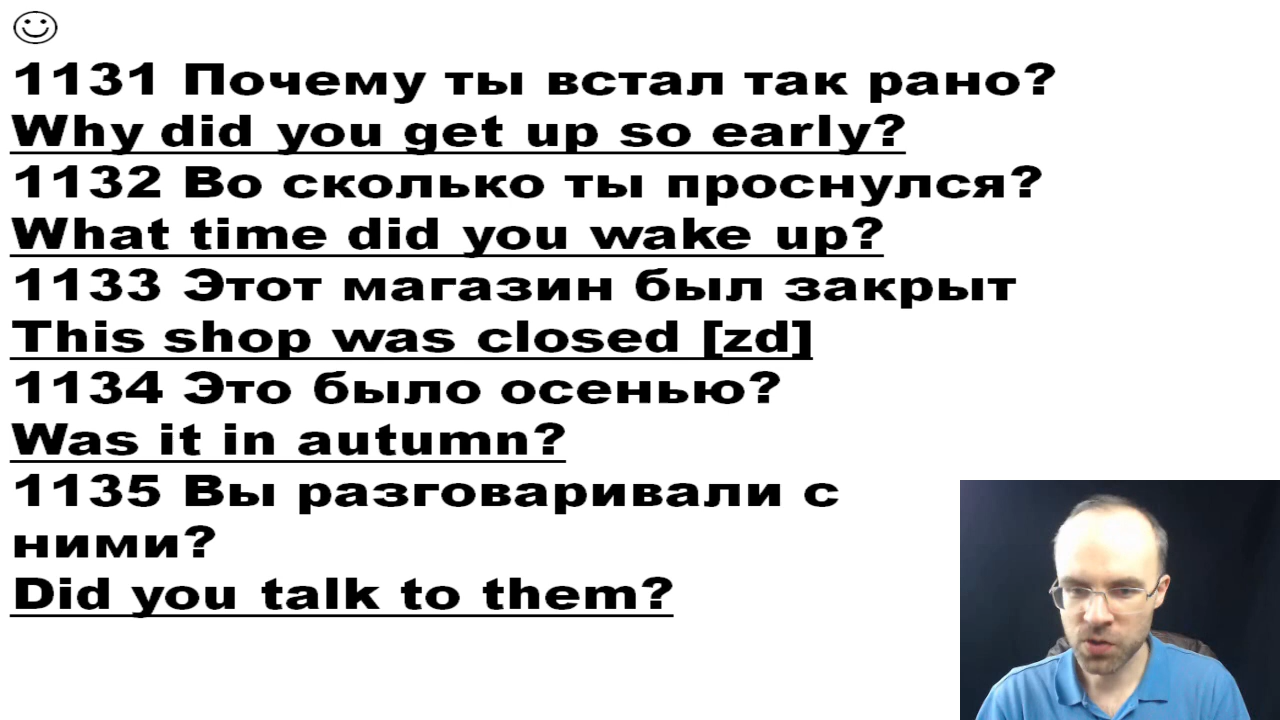 1131 Почему ты встал так рано?
Why did you get up so early?
1132 Во сколько ты проснулся?
What time did you wake up?
1133 Этот магазин был закрыт
This shop was closed [zd]
1134 Это было осенью?
Was it in autumn?
1135 Вы разговаривали с
ними?
Did you talk to them?